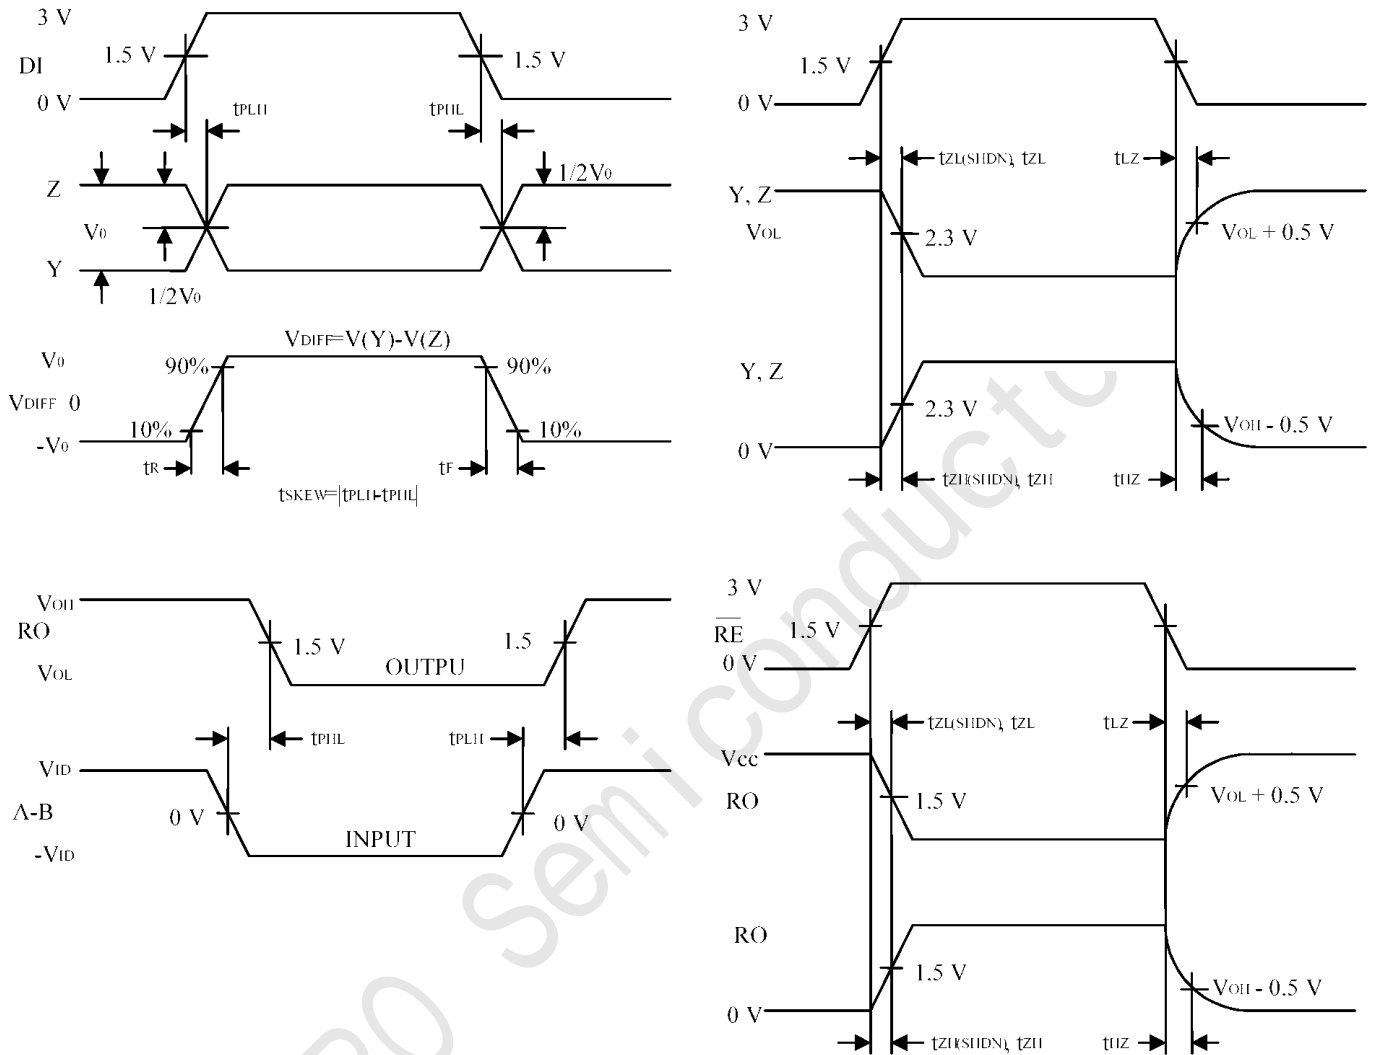 3 V
1.5 V
1.5 V
DI
0 V
tPLH
tPHL
Z
1/2V0
V0
Y
1/2V0
VDIFF=V(Y)-V(Z)
V0
90%
90%
VDIFF 0
10%
10%
-V0
tR
tF
tSKEW=|tPLH-tPHL|
3 V
1.5 V
0 V
tZL(SHDN), tZL
tLZ
Y, Z
VOL
2.3 V
VOL + 0.5 V
Y, Z
2.3 V
VOH - 0.5 V
0 V
tZH(SHDN), tZH
tHZ
VOH
RO
1.5 V
1.5
VOL
OUTPU
tPHL
tPLH
VID
A-B
0 V
0 V
INPUT
-VID
3 V
RE
1.5 V
0 V
tZL(SHDN), tZL
tLZ
Vcc
RO
1.5 V
VOL + 0.5 V
RO
1.5 V
VOH - 0.5 V
0 V
tZH(SHDN), tZH
tHZ
RO Semiconducto